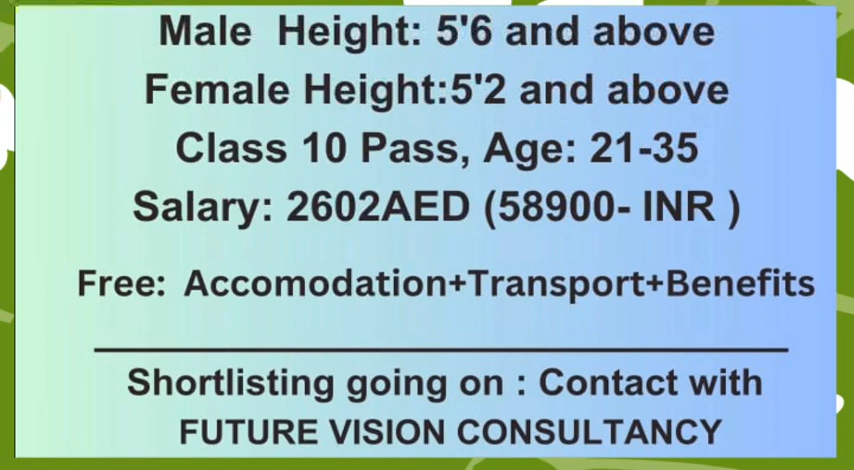 Male Height: 5'6 and above
Female Height:5'2 and above
Class 10 Pass, Age: 21-35
Salary: 2602AED (58900- INR )
Free: Accomodation+Transport+Benefits
Shortlisting going on : Contact with
FUTURE VISION CONSULTANCY